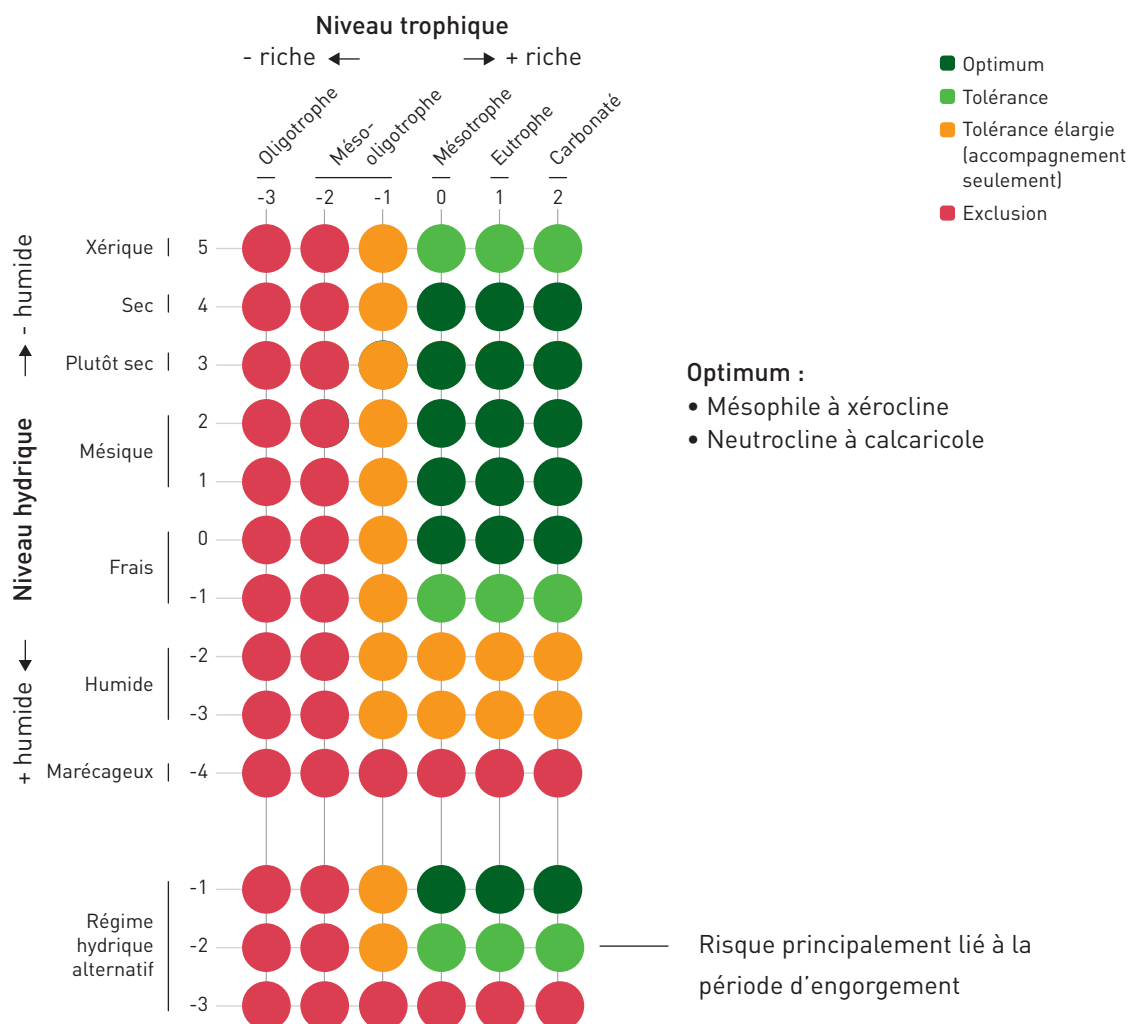 Niveau trophique
- riche ← → + riche
Oligotrophe
Méso-
oligotrophe
Mésotrophe
Eutrophe
Carbonaté
-3 -2 -1 0 1 2
Optimum
Tolérance
Tolérance élargie
(accompagnement
seulement)
Exclusion
Niveau hydrique
→ - humide
+ humide ←
Xérique 5
Sec 4
Plutôt sec 3
Mésique
2
1
Frais
0
-1
Humide
-2
-3
Marécageux -4
Régime
hydrique
alternatif
-1
-2
-3
Optimum :
• Mésophile à xérocline
• Neutrocline à calcaricole
Risque principalement lié à la
période d’engorgement